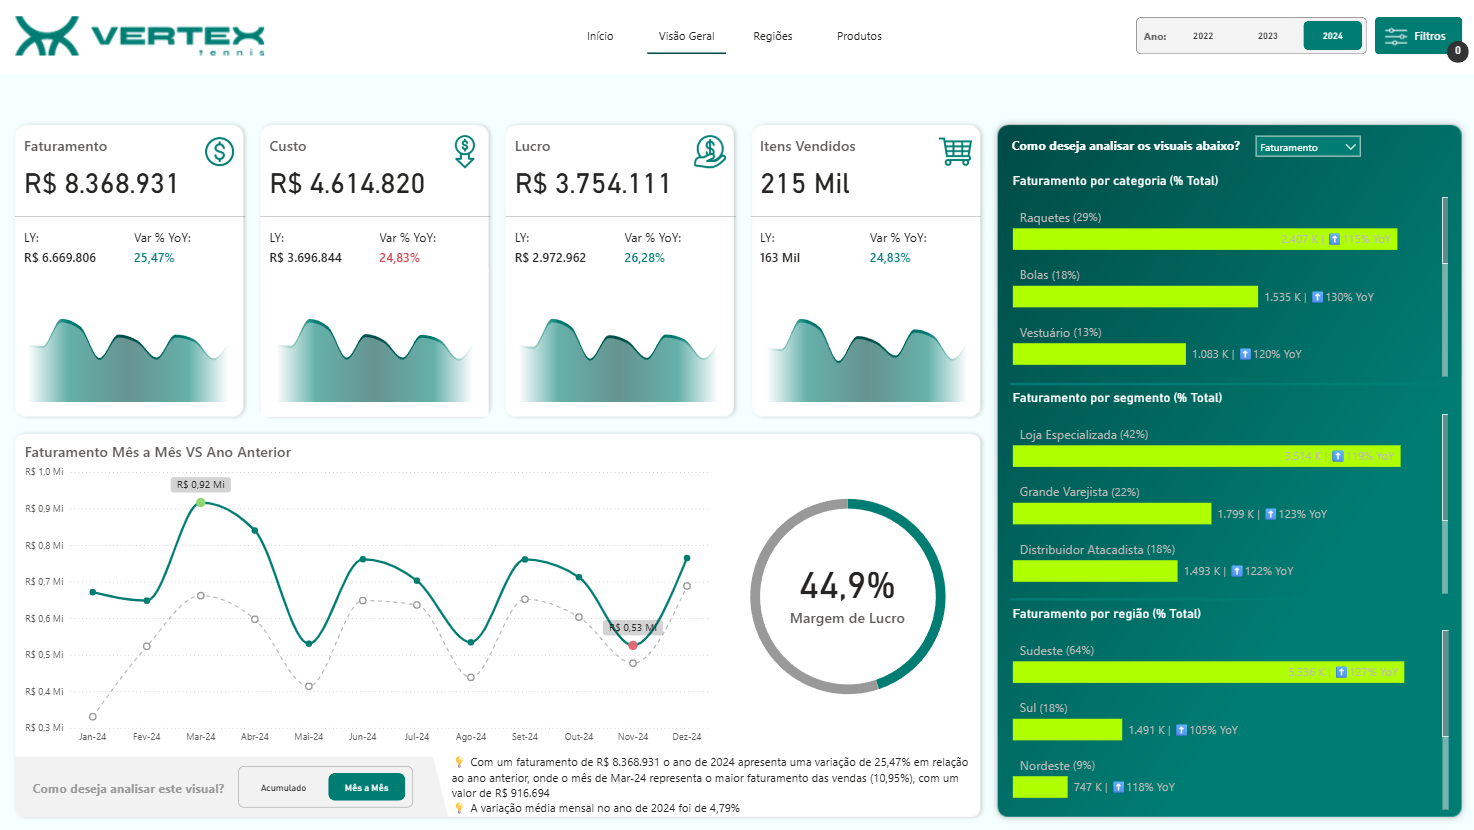 VERTEX
tennis
Início
Visão Geral
Regiões
Produtos
Ano:
2022
2023
2024
Filtros
0
Faturamento
R$ 8.368.931
LY:
Var % YoY:
R$ 6.669.806
25,47%
Custo
R$ 4.614.820
LY:
Var % YoY:
R$ 3.696.844
24,83%
Lucro
R$ 3.754.111
LY:
Var % YoY:
R$ 2.972.962
26,28%
Itens Vendidos
215 Mil
LY:
Var % YoY:
163 Mil
24,83%
Faturamento Mês a Mês VS Ano Anterior
R$ 1,0 Mi
R$ 0,9 Mi
R$ 0,8 Mi
R$ 0,7 Mi
R$ 0,6 Mi
R$ 0,5 Mi
R$ 0,4 Mi
R$ 0,3 Mi
R$ 0,92 Mi
R$ 0,53 Mi
Jan-24
Fev-24
Mar-24
Abr-24
Mai-24
Jun-24
Jul-24
Ago-24
Set-24
Out-24
Nov-24
Dez-24
44,9%
Margem de Lucro
Como deseja analisar este visual?
Acumulado
Mês a Mês
💡 Com um faturamento de R$ 8.368.931 o ano de 2024 apresenta uma variação de 25,47% em relação
ao ano anterior, onde o mês de Mar-24 representa o maior faturamento das vendas (10,95%), com um
valor de R$ 916.694
💡 A variação média mensal no ano de 2024 foi de 4,79%
Como deseja analisar os visuais abaixo?
Faturamento
Faturamento por categoria (% Total)
Raquetes (29%)
2.407 K | ⬆ 115% YoY
Bolas (18%)
1.535 K | ⬆ 130% YoY
Vestuário (13%)
1.083 K | ⬆ 120% YoY
Faturamento por segmento (% Total)
Loja Especializada (42%)
3.514 K | ⬆ 119% YoY
Grande Varejista (22%)
1.799 K | ⬆ 123% YoY
Distribuidor Atacadista (18%)
1.493 K | ⬆ 122% YoY
Faturamento por região (% Total)
Sudeste (64%)
K | ⬆ YoY
Sul (18%)
1.491 K | ⬆ 105% YoY
Nordeste (9%)
747 K | ⬆ 118% YoY